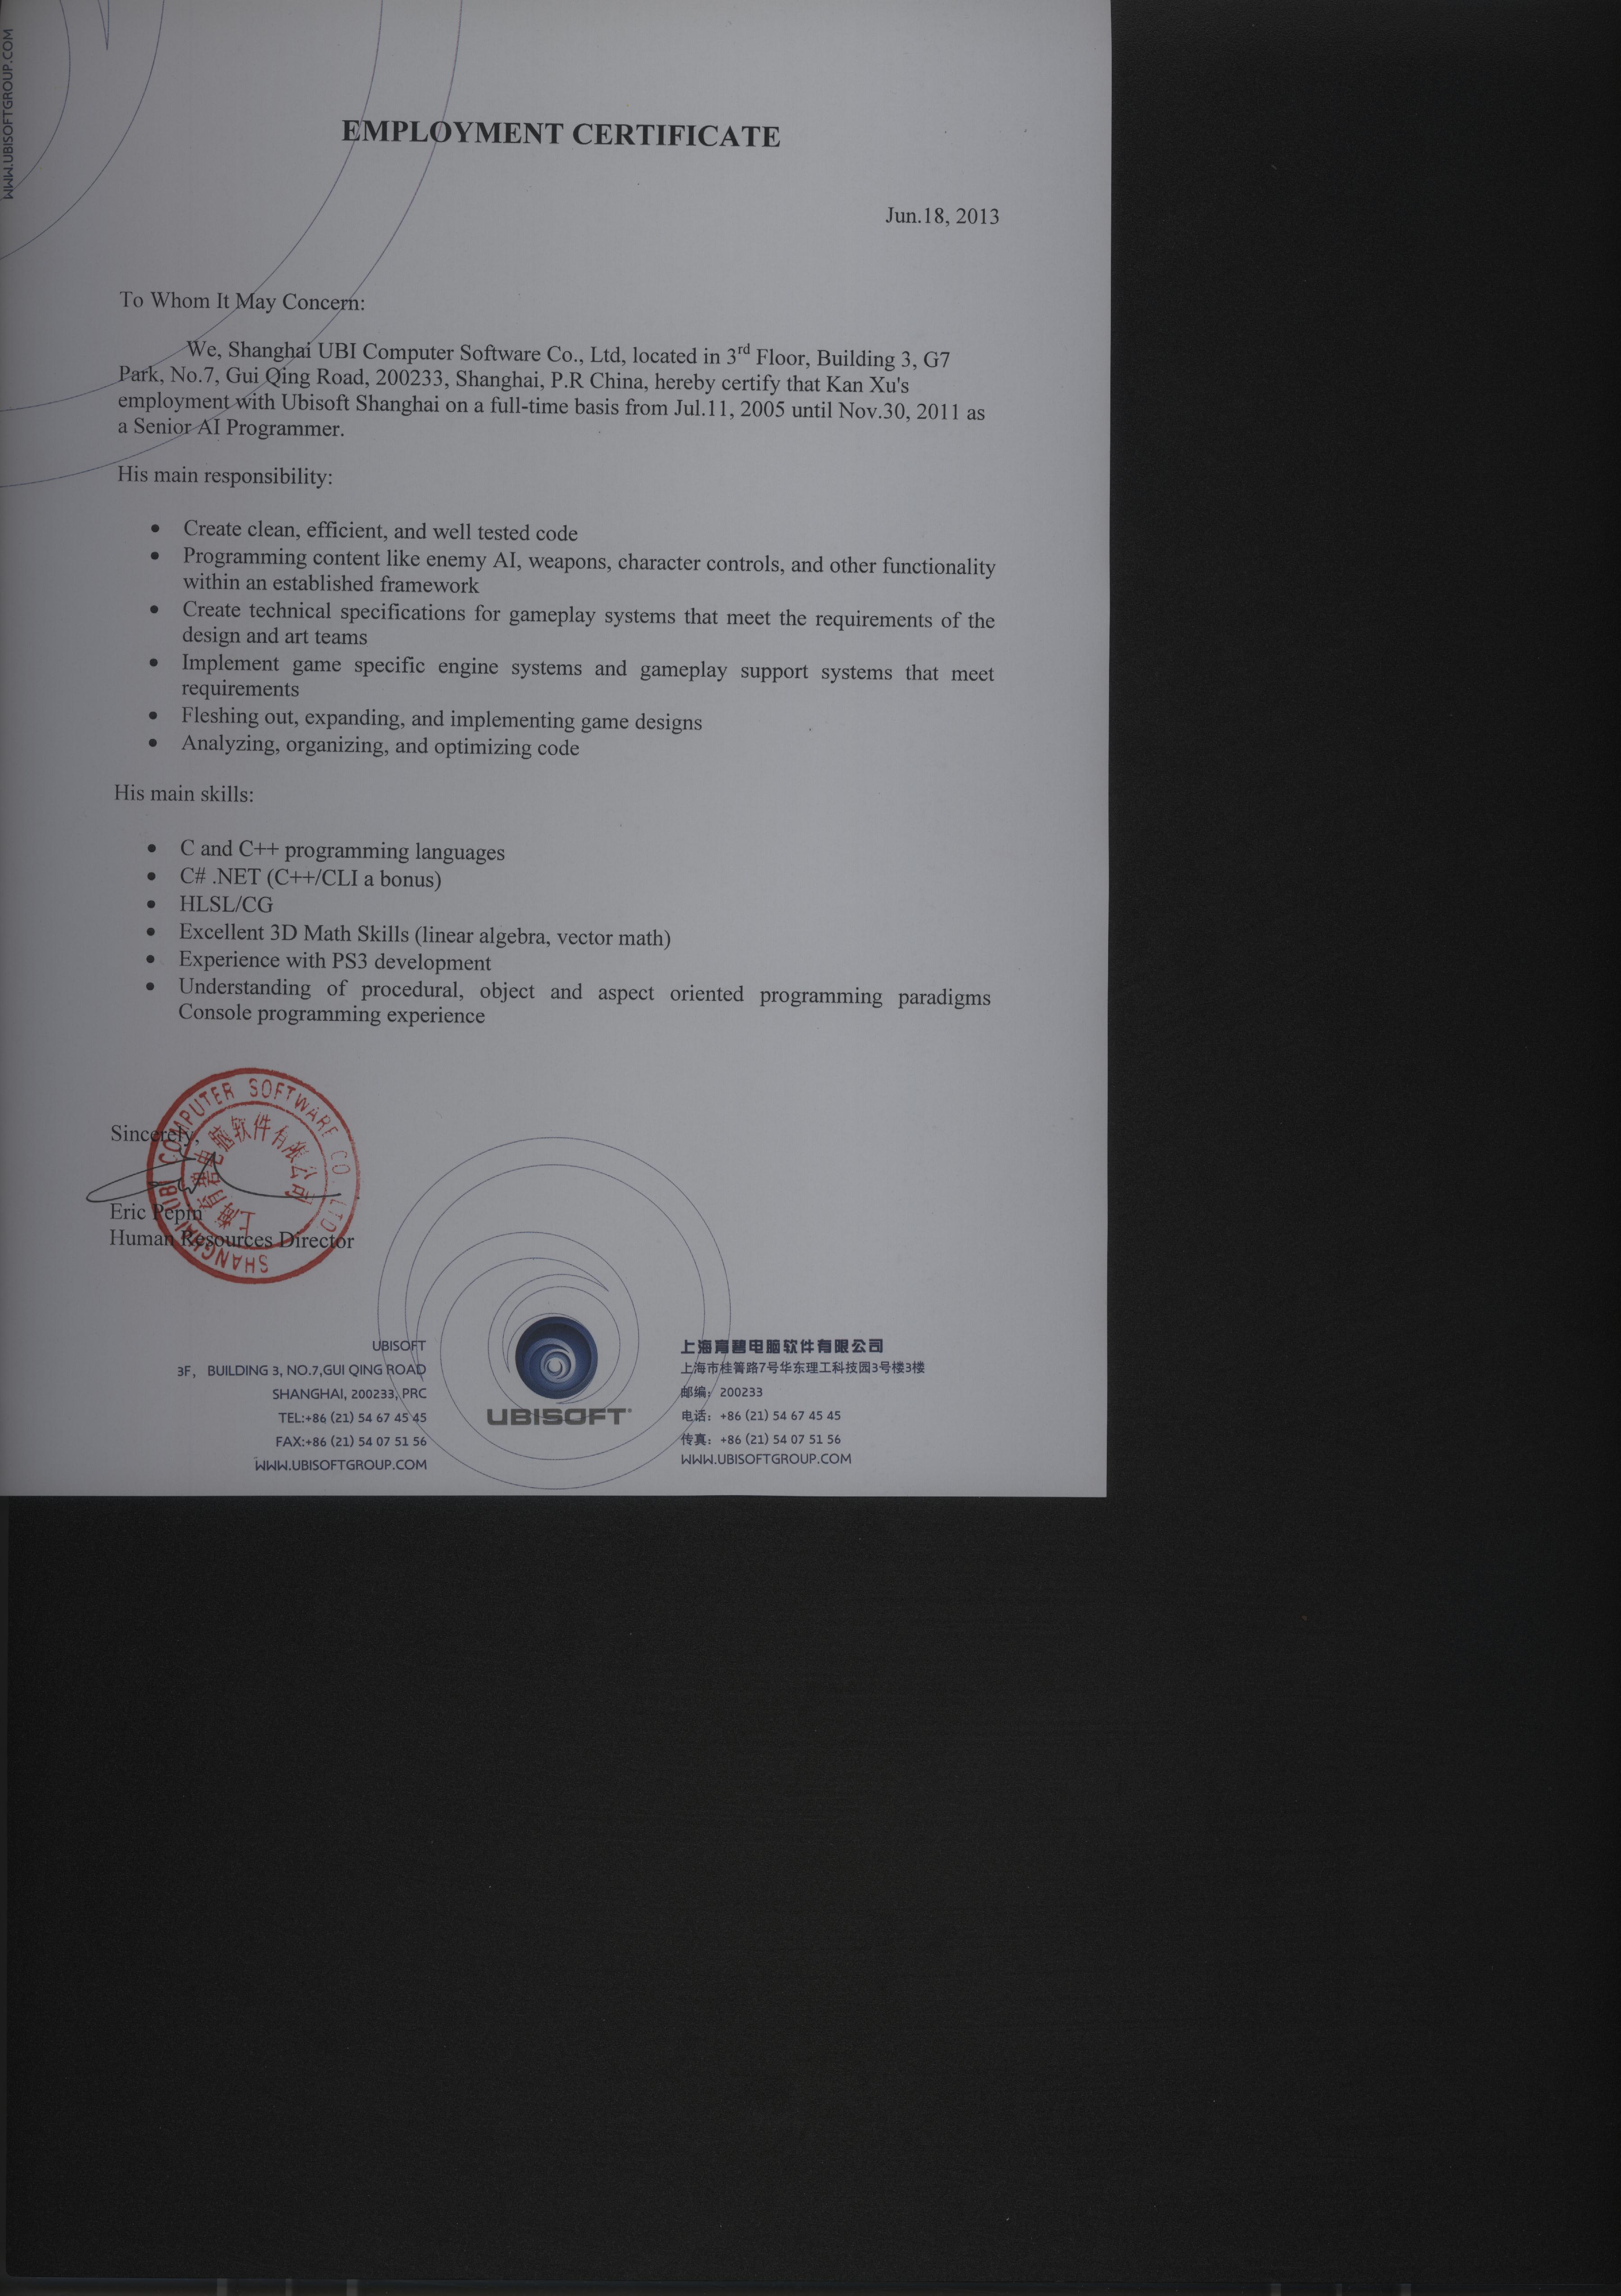 WWW.UBISOFTGROUP.COM
EMPLOYMENT CERTIFICATE
Jun.18, 2013
To Whom It May Concern:
We, Shanghai UBI Computer Software Co., Ltd, located in 3rd Floor, Building 3, G7
Park, No.7, Gui Qing Road, 200233, Shanghai, P.R China, hereby certify that Kan Xu's
employment with Ubisoft Shanghai on a full-time basis from Jul.11, 2005 until Nov.30, 2011 as
a Senior AI Programmer.
His main responsibility:
• Create clean, efficient, and well tested code
• Programming content like enemy AI, weapons, character controls, and other functionality
within an established framework
• Create technical specifications for gameplay systems that meet the requirements of the
design and art teams
• Implement game specific engine systems and gameplay support systems that meet
requirements
• Fleshing out, expanding, and implementing game designs
• Analyzing, organizing, and optimizing code
His main skills:
• C and C++ programming languages
• C# .NET (C++/CLI a bonus)
• HLSL/CG
• Excellent 3D Math Skills (linear algebra, vector math)
• Experience with PS3 development
• Understanding of procedural, object and aspect oriented programming paradigms
Console programming experience
Sincerely,
SHANGHAI UBI COMPUTER SOFTWARE CO. LTD
上海育碧电脑软件有限公司
Eric Pepin
Human Resources Director
UBISOFT
3F, BUILDING 3, NO.7,GUI QING ROAD
SHANGHAI, 200233, PRC
TEL:+86 (21) 54 67 45 45
FAX:+86 (21) 54 07 51 56
WWW.UBISOFTGROUP.COM
UBISOFT
上海育碧电脑软件有限公司
上海市桂箐路7号华东理工科技园3号楼3楼
邮编：200233
电话：+86 (21) 54 67 45 45
传真：+86 (21) 54 07 51 56
WWW.UBISOFTGROUP.COM